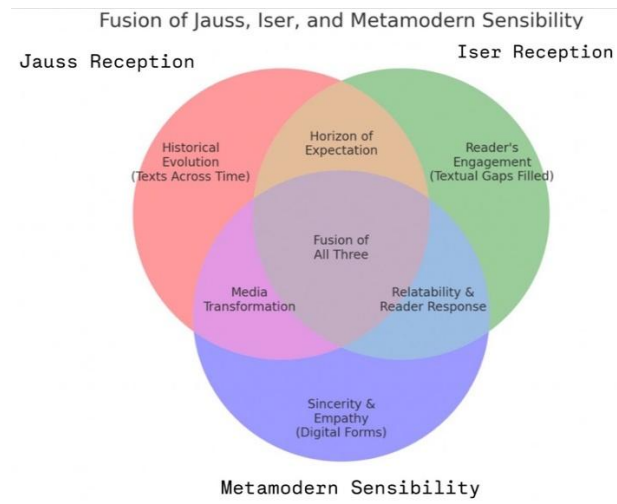 Fusion of Jauss, Iser, and Metamodern Sensibility
Jauss Reception
Iser Reception
Historical
Evolution
(Texts Across Time)
Horizon of
Expectation
Reader's
Engagement
(Textual Gaps Filled)
Fusion of
All Three
Media
Transformation
Relatability &
Reader Response
Sincerity &
Empathy
(Digital Forms)
Metamodern Sensibility